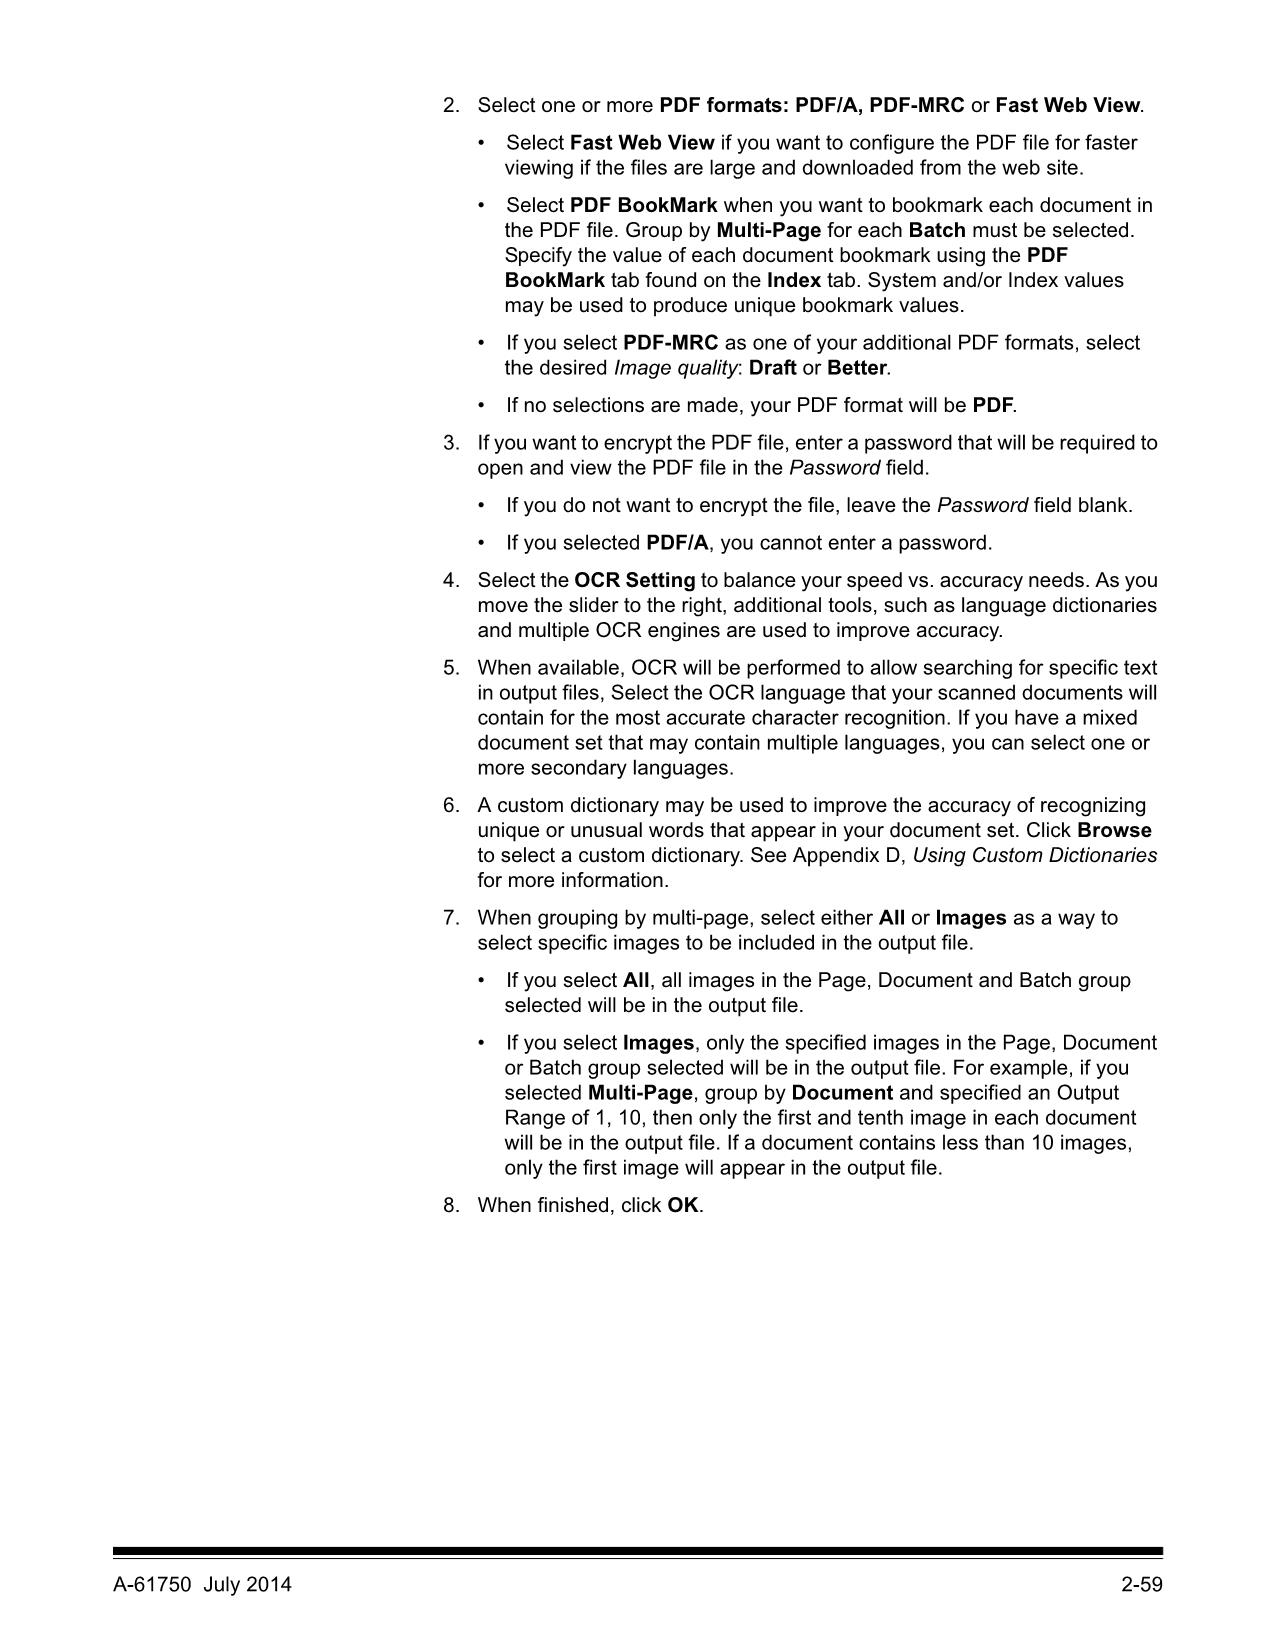 2. Select one or more PDF formats: PDF/A, PDF-MRC or Fast Web View.
• Select Fast Web View if you want to configure the PDF file for faster
viewing if the files are large and downloaded from the web site.
• Select PDF BookMark when you want to bookmark each document in
the PDF file. Group by Multi-Page for each Batch must be selected.
Specify the value of each document bookmark using the PDF
BookMark tab found on the Index tab. System and/or Index values
may be used to produce unique bookmark values.
• If you select PDF-MRC as one of your additional PDF formats, select
the desired Image quality: Draft or Better.
• If no selections are made, your PDF format will be PDF.
3. If you want to encrypt the PDF file, enter a password that will be required to
open and view the PDF file in the Password field.
• If you do not want to encrypt the file, leave the Password field blank.
• If you selected PDF/A, you cannot enter a password.
4. Select the OCR Setting to balance your speed vs. accuracy needs. As you
move the slider to the right, additional tools, such as language dictionaries
and multiple OCR engines are used to improve accuracy.
5. When available, OCR will be performed to allow searching for specific text
in output files, Select the OCR language that your scanned documents will
contain for the most accurate character recognition. If you have a mixed
document set that may contain multiple languages, you can select one or
more secondary languages.
6. A custom dictionary may be used to improve the accuracy of recognizing
unique or unusual words that appear in your document set. Click Browse
to select a custom dictionary. See Appendix D, Using Custom Dictionaries
for more information.
7. When grouping by multi-page, select either All or Images as a way to
select specific images to be included in the output file.
• If you select All, all images in the Page, Document and Batch group
selected will be in the output file.
• If you select Images, only the specified images in the Page, Document
or Batch group selected will be in the output file. For example, if you
selected Multi-Page, group by Document and specified an Output
Range of 1, 10, then only the first and tenth image in each document
will be in the output file. If a document contains less than 10 images,
only the first image will appear in the output file.
8. When finished, click OK.
A-61750 July 2014 2-59